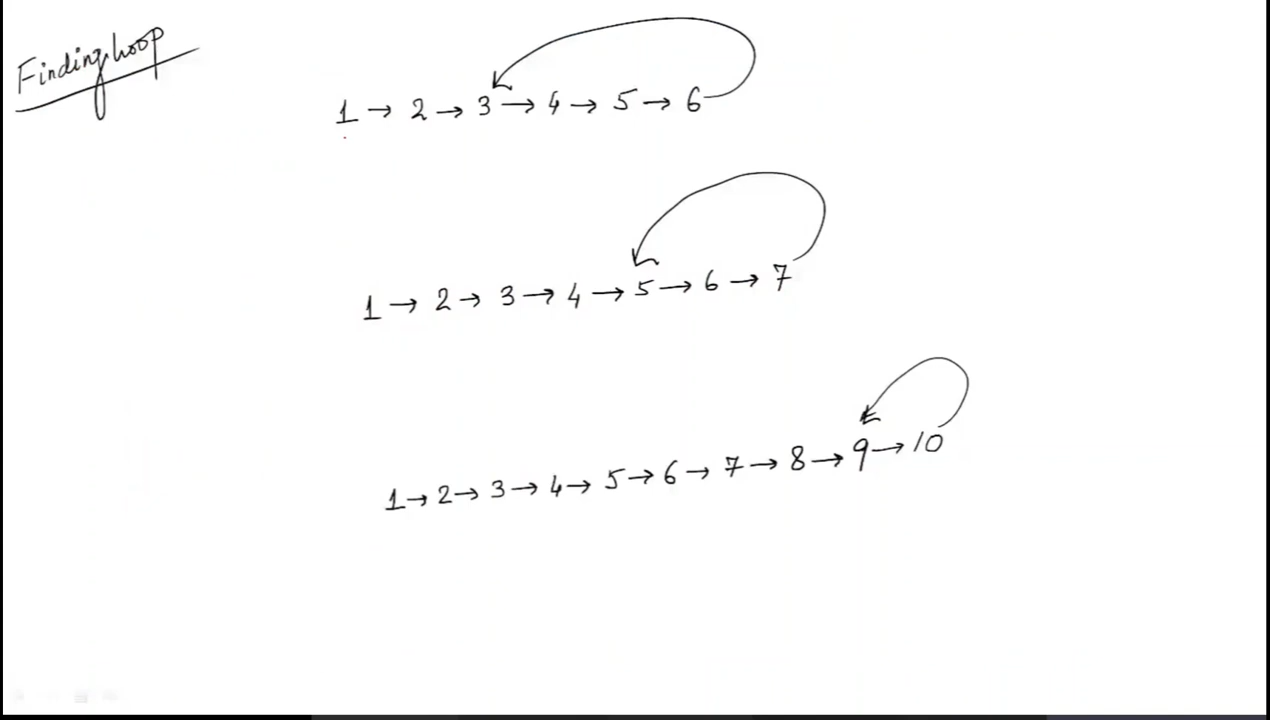 Finding Loop
1 → 2 → 3 → 4 → 5 → 6
1 → 2 → 3 → 4 → 5 → 6 → 7
1 → 2 → 3 → 4 → 5 → 6 → 7 → 8 → 9 → 10